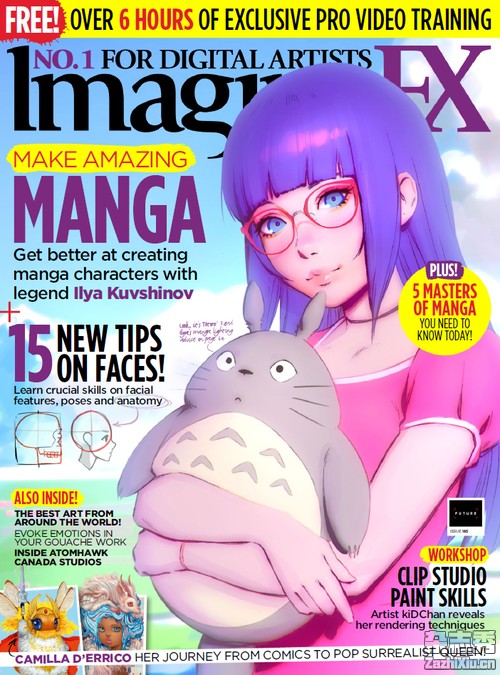 FREE! OVER 6 HOURS OF EXCLUSIVE PRO VIDEO TRAINING
NO.1 FOR DIGITAL ARTISTS
Imagi FX
MAKE AMAZING
MANGA
Get better at creating
manga characters with
legend Ilya Kuvshinov
PLUS!
5 MASTERS
OF MANGA
YOU NEED TO
KNOW TODAY!
+
15 NEW TIPS
ON FACES!
Learn crucial skills on facial
features, poses and anatomy
ALSO INSIDE!
THE BEST ART FROM
AROUND THE WORLD!
EVOKE EMOTIONS IN
YOUR GOUACHE WORK
INSIDE ATOMHAWK
CANADA STUDIOS
FUTURE
WORKSHOP
CLIP STUDIO
PAINT SKILLS
Artist kiDChan reveals
her rendering techniques
CAMILLA D'ERRICO HER JOURNEY FROM COMICS TO POP SURREALIST QUEEN!
ZaZhiXiu.cn